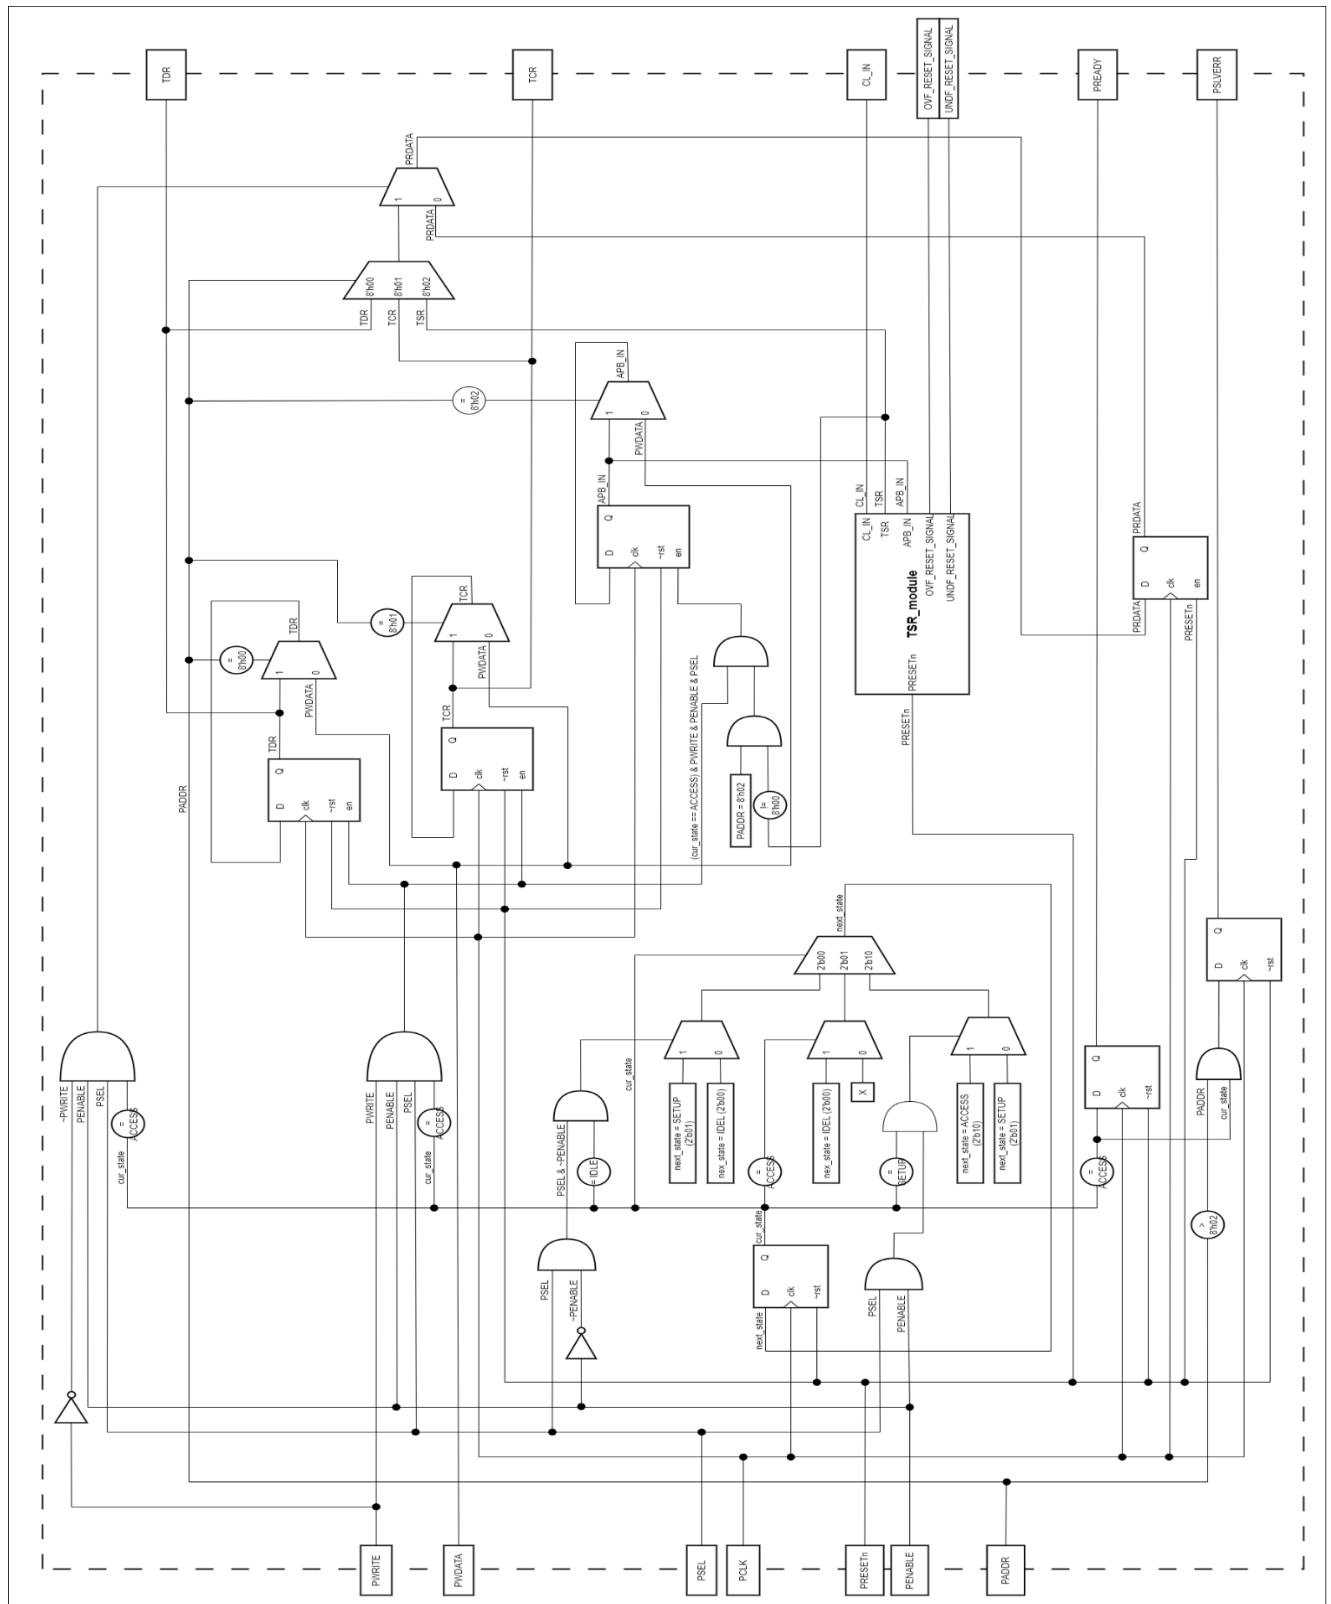 TDR
TCR
CL_IN
OVF_RESET_SIGNAL
UNDF_RESET_SIGNAL
PREADY
PSLVERR
PRDATA
1
0
PRDATA
8'h00
8'h01
8'h02
TDR
TCR
TSR
=
8'h02
APB_IN
1
0
PWDATA
APB_IN
D
Q
clk
~rst
en
=
8'h01
TCR
1
0
PWDATA
TCR
D
Q
clk
~rst
en
=
8'h00
TDR
1
0
PWDATA
TDR
D
Q
clk
~rst
en
PADDR
CL_IN
TSR
APB_IN
CL_IN
TSR
APB_IN
OVF_RESET_SIGNAL
UNDF_RESET_SIGNAL
TSR_module
PRESETn
PRESETn
PRDATA
D
Q
clk
en
PRDATA
PRESETn
(cur_state == ACCESS) & PWRITE & PENABLE & PSEL
PADDR = 8'h02
!=
8'h00
next_state
2'b00
2'b01
2'b10
cur_state
1
0
1
0
1
0
next_state = SETUP
(2'b01)
nex_state = IDEL (2'b00)
next_state = IDEL (2'b00)
X
next_state = ACCESS
(2'b10)
next_state = SETUP
(2'b01)
~PWRITE
PENABLE
PSEL
cur_state
=
ACCESS
PWRITE
PENABLE
PSEL
cur_state
=
ACCESS
PSEL & ~PENABLE
= IDLE
=
ACCESS
=
SETUP
=
ACCESS
D
Q
clk
~rst
PADDR
cur_state
D
Q
clk
~rst
>
8'h02
PSEL
~PENABLE
cur_state
D
Q
clk
~rst
next_state
PSEL
PENABLE
PWRITE
PWDATA
PSEL
PCLK
PRESETn
PENABLE
PADDR